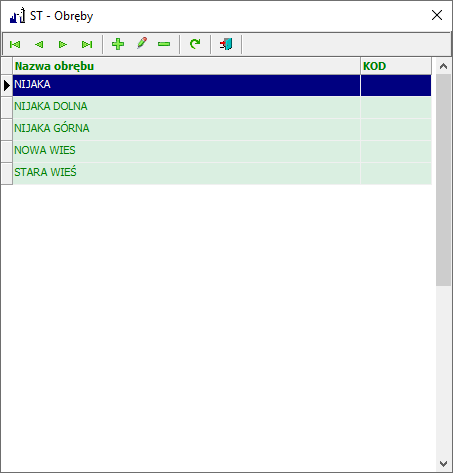 ST - Obręby
Nazwa obrębu KOD
NIJAKA
NIJAKA DOLNA
NIJAKA GÓRNA
NOWA WIES
STARA WIEŚ